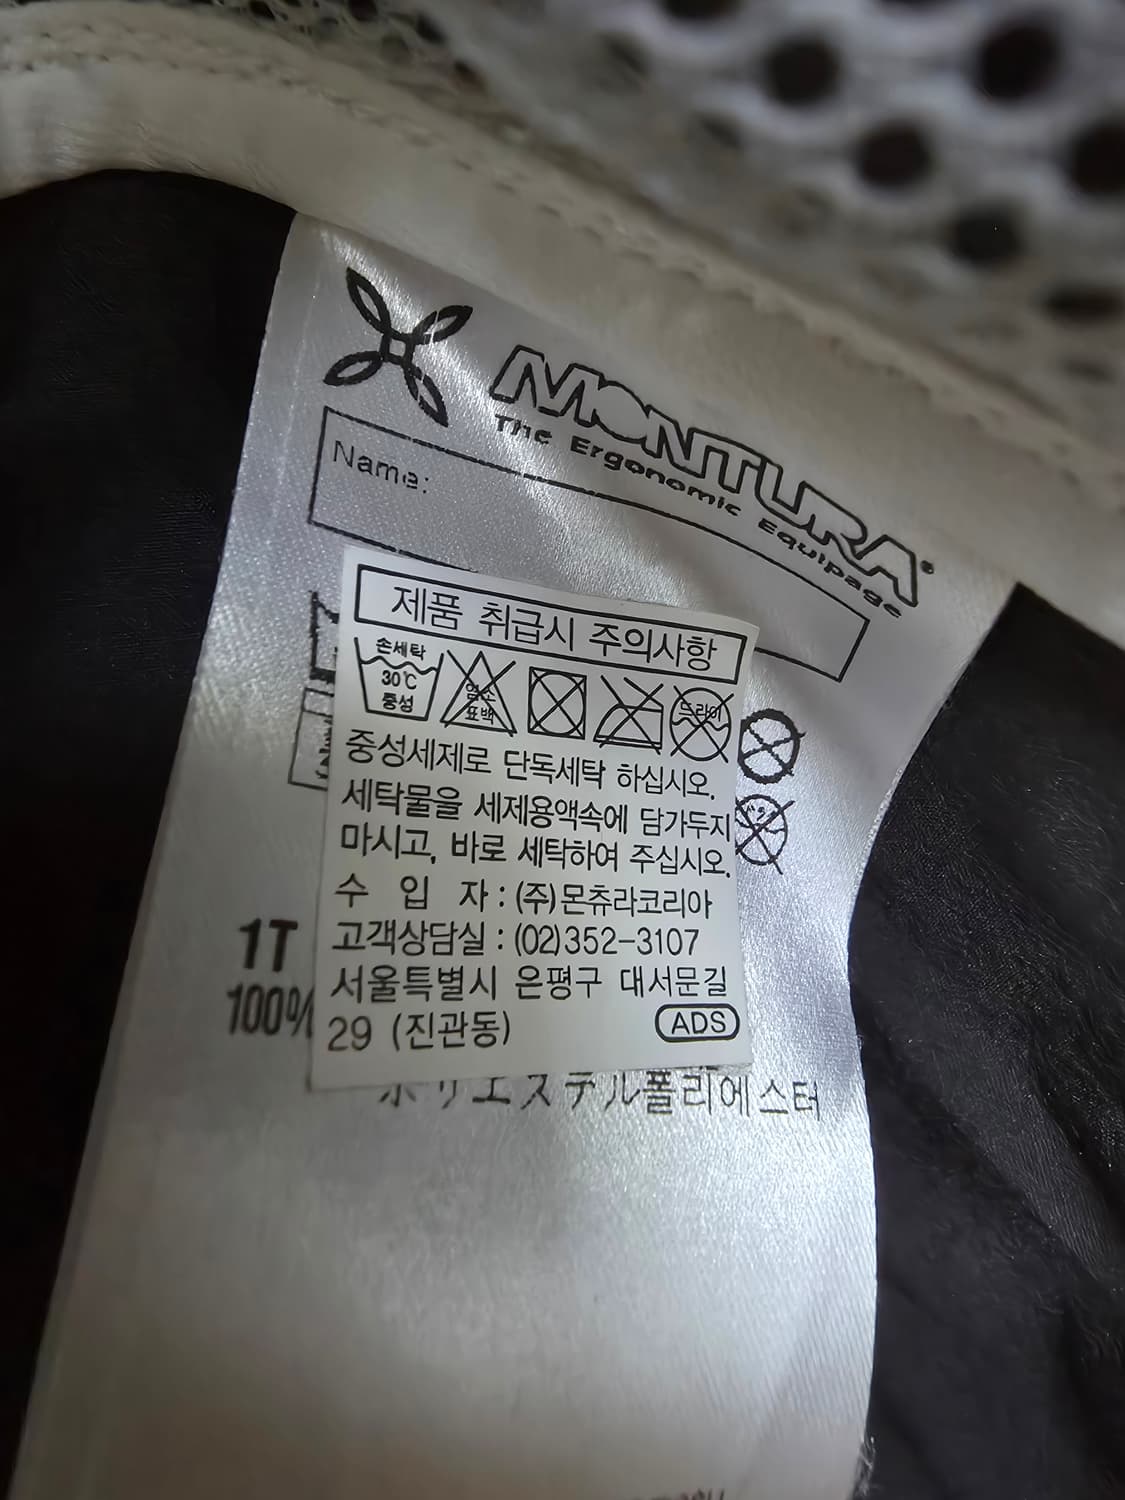 MONTURA®
The Ergonomic Equipage
Name:
제품 취급시 주의사항
손세탁
30℃
중성
염소
표백
드라이
중성세제로 단독세탁 하십시오.
세탁물을 세제용액속에 담가두지
마시고, 바로 세탁하여 주십시오.
수 입 자 : (주)몬츄라코리아
고객상담실 : (02)352-3107
서울특별시 은평구 대서문길
29 (진관동)
ADS
1T
100%
ポリエステル폴리에스터